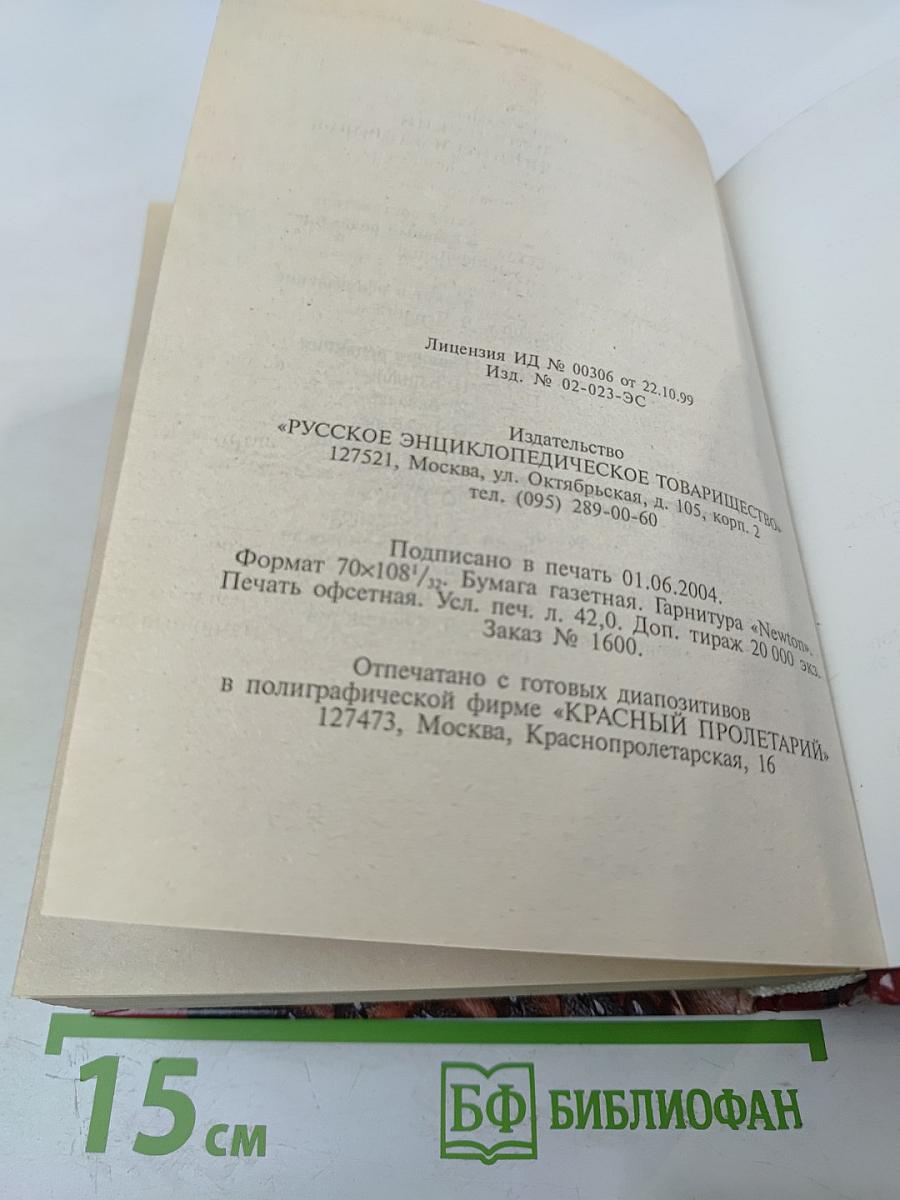 Лицензия ИД № 00306 от 22.10.99
Изд. № 02-023-ЭС
Издательство
«РУССКОЕ ЭНЦИКЛОПЕДИЧЕСКОЕ ТОВАРИЩЕСТВО»
127521, Москва, ул. Октябрьская, д. 105, корп. 2
тел. (095) 289-00-60
Подписано в печать 01.06.2004.
Формат 70×108¹/₃₂. Бумага газетная. Гарнитура «Newton».
Печать офсетная. Усл. печ. л. 42,0. Доп. тираж 20 000 экз.
Заказ № 1600.
Отпечатано с готовых диапозитивов
в полиграфической фирме «КРАСНЫЙ ПРОЛЕТАРИЙ»
127473, Москва, Краснопролетарская, 16
15 см
БФ БИБЛИОФАН